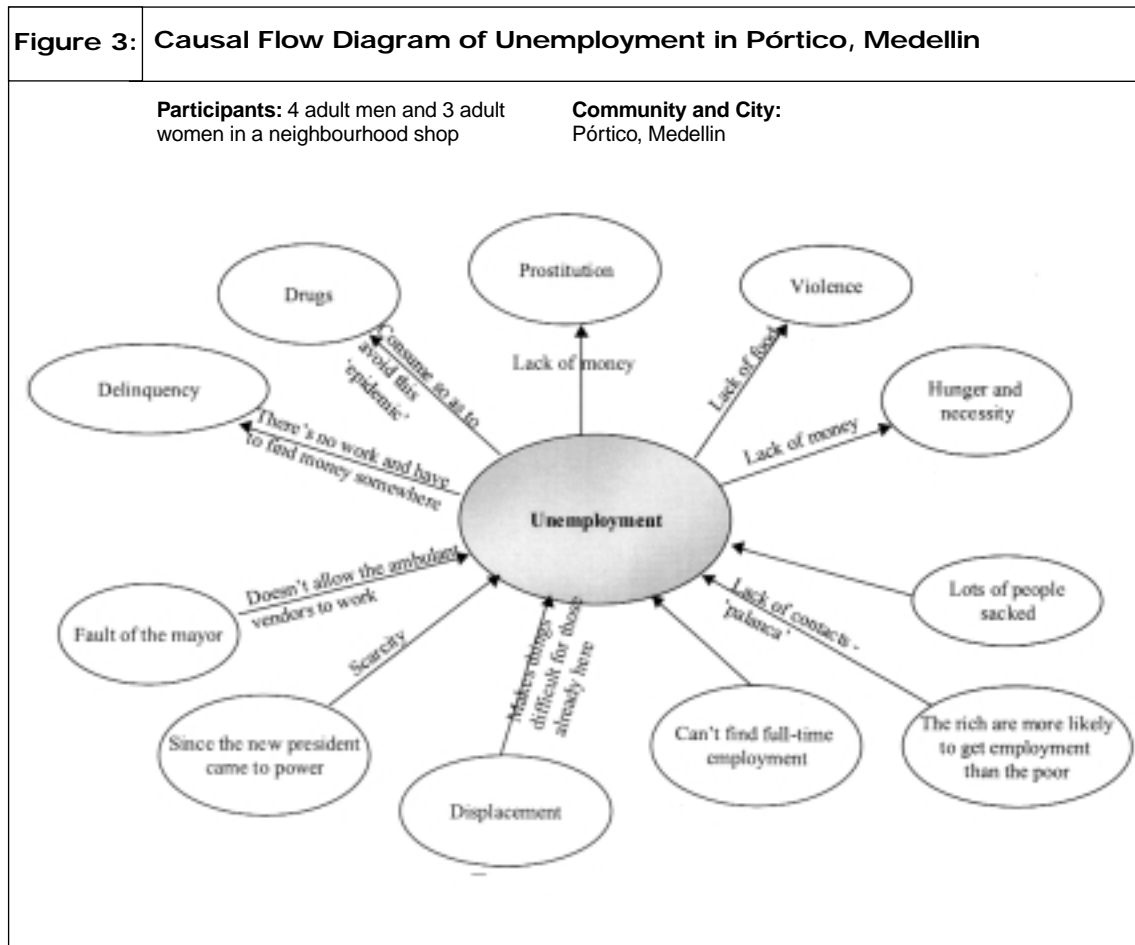 Figure 3:
Causal Flow Diagram of Unemployment in Pórtico, Medellin
Participants: 4 adult men and 3 adult
women in a neighbourhood shop
Community and City:
Pórtico, Medellin
Prostitution
Violence
Drugs
Delinquency
Hunger and
necessity
Consume so as to
avoid this
'epidemic'
Lack of money
Lack of food
Lack of money
There's no work and have
to find money somewhere
Unemployment
Doesn't allow the ambulant
vendors to work
Fault of the mayor
Scarcity
Since the new president
came to power
Makes things
difficult for those
already here
Displacement
Can't find full-time
employment
Lack of contacts -
'palanca'
The rich are more likely
to get employment
than the poor
Lots of people
sacked